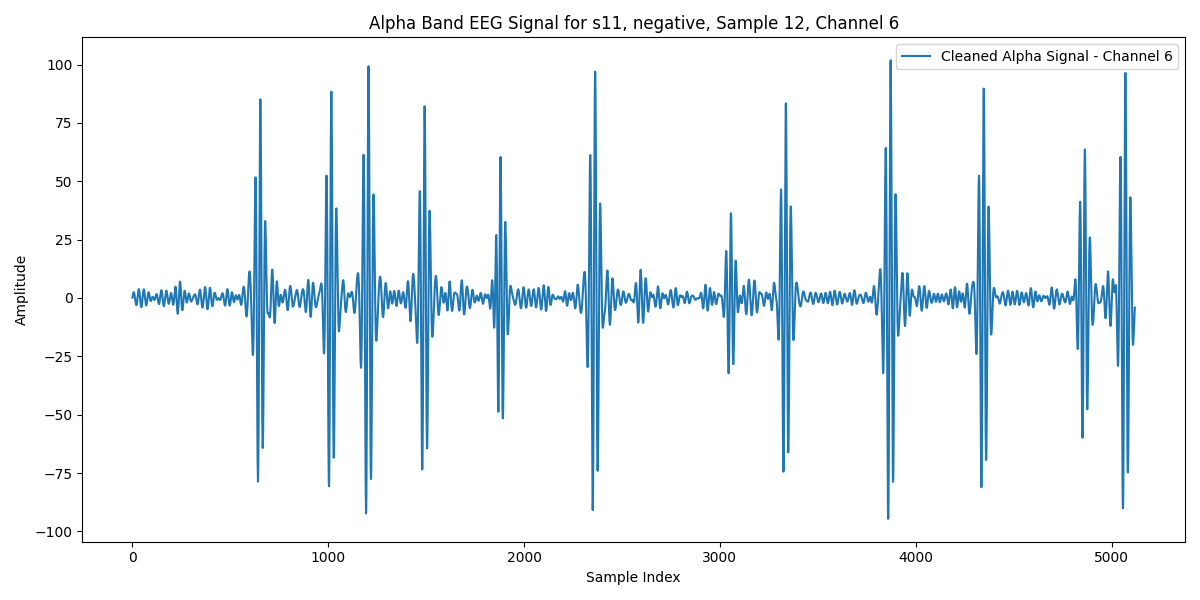 Alpha Band EEG Signal for s11, negative, Sample 12, Channel 6
Cleaned Alpha Signal - Channel 6
100
75
50
25
0
−25
−50
−75
−100
Amplitude
0 1000 2000 3000 4000 5000
Sample Index